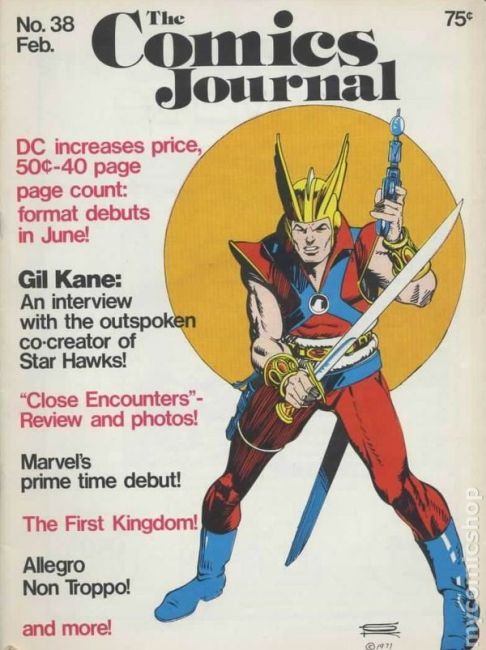 No. 38
Feb.
The
Comics
Journal
75¢
DC increases price,
50¢-40 page
page count:
format debuts
in June!
Gil Kane:
An interview
with the outspoken
co-creator of
Star Hawks!
"Close Encounters"-
Review and photos!
Marvel's
prime time debut!
The First Kingdom!
Allegro
Non Troppo!
and more!
©1977
mycomicshop